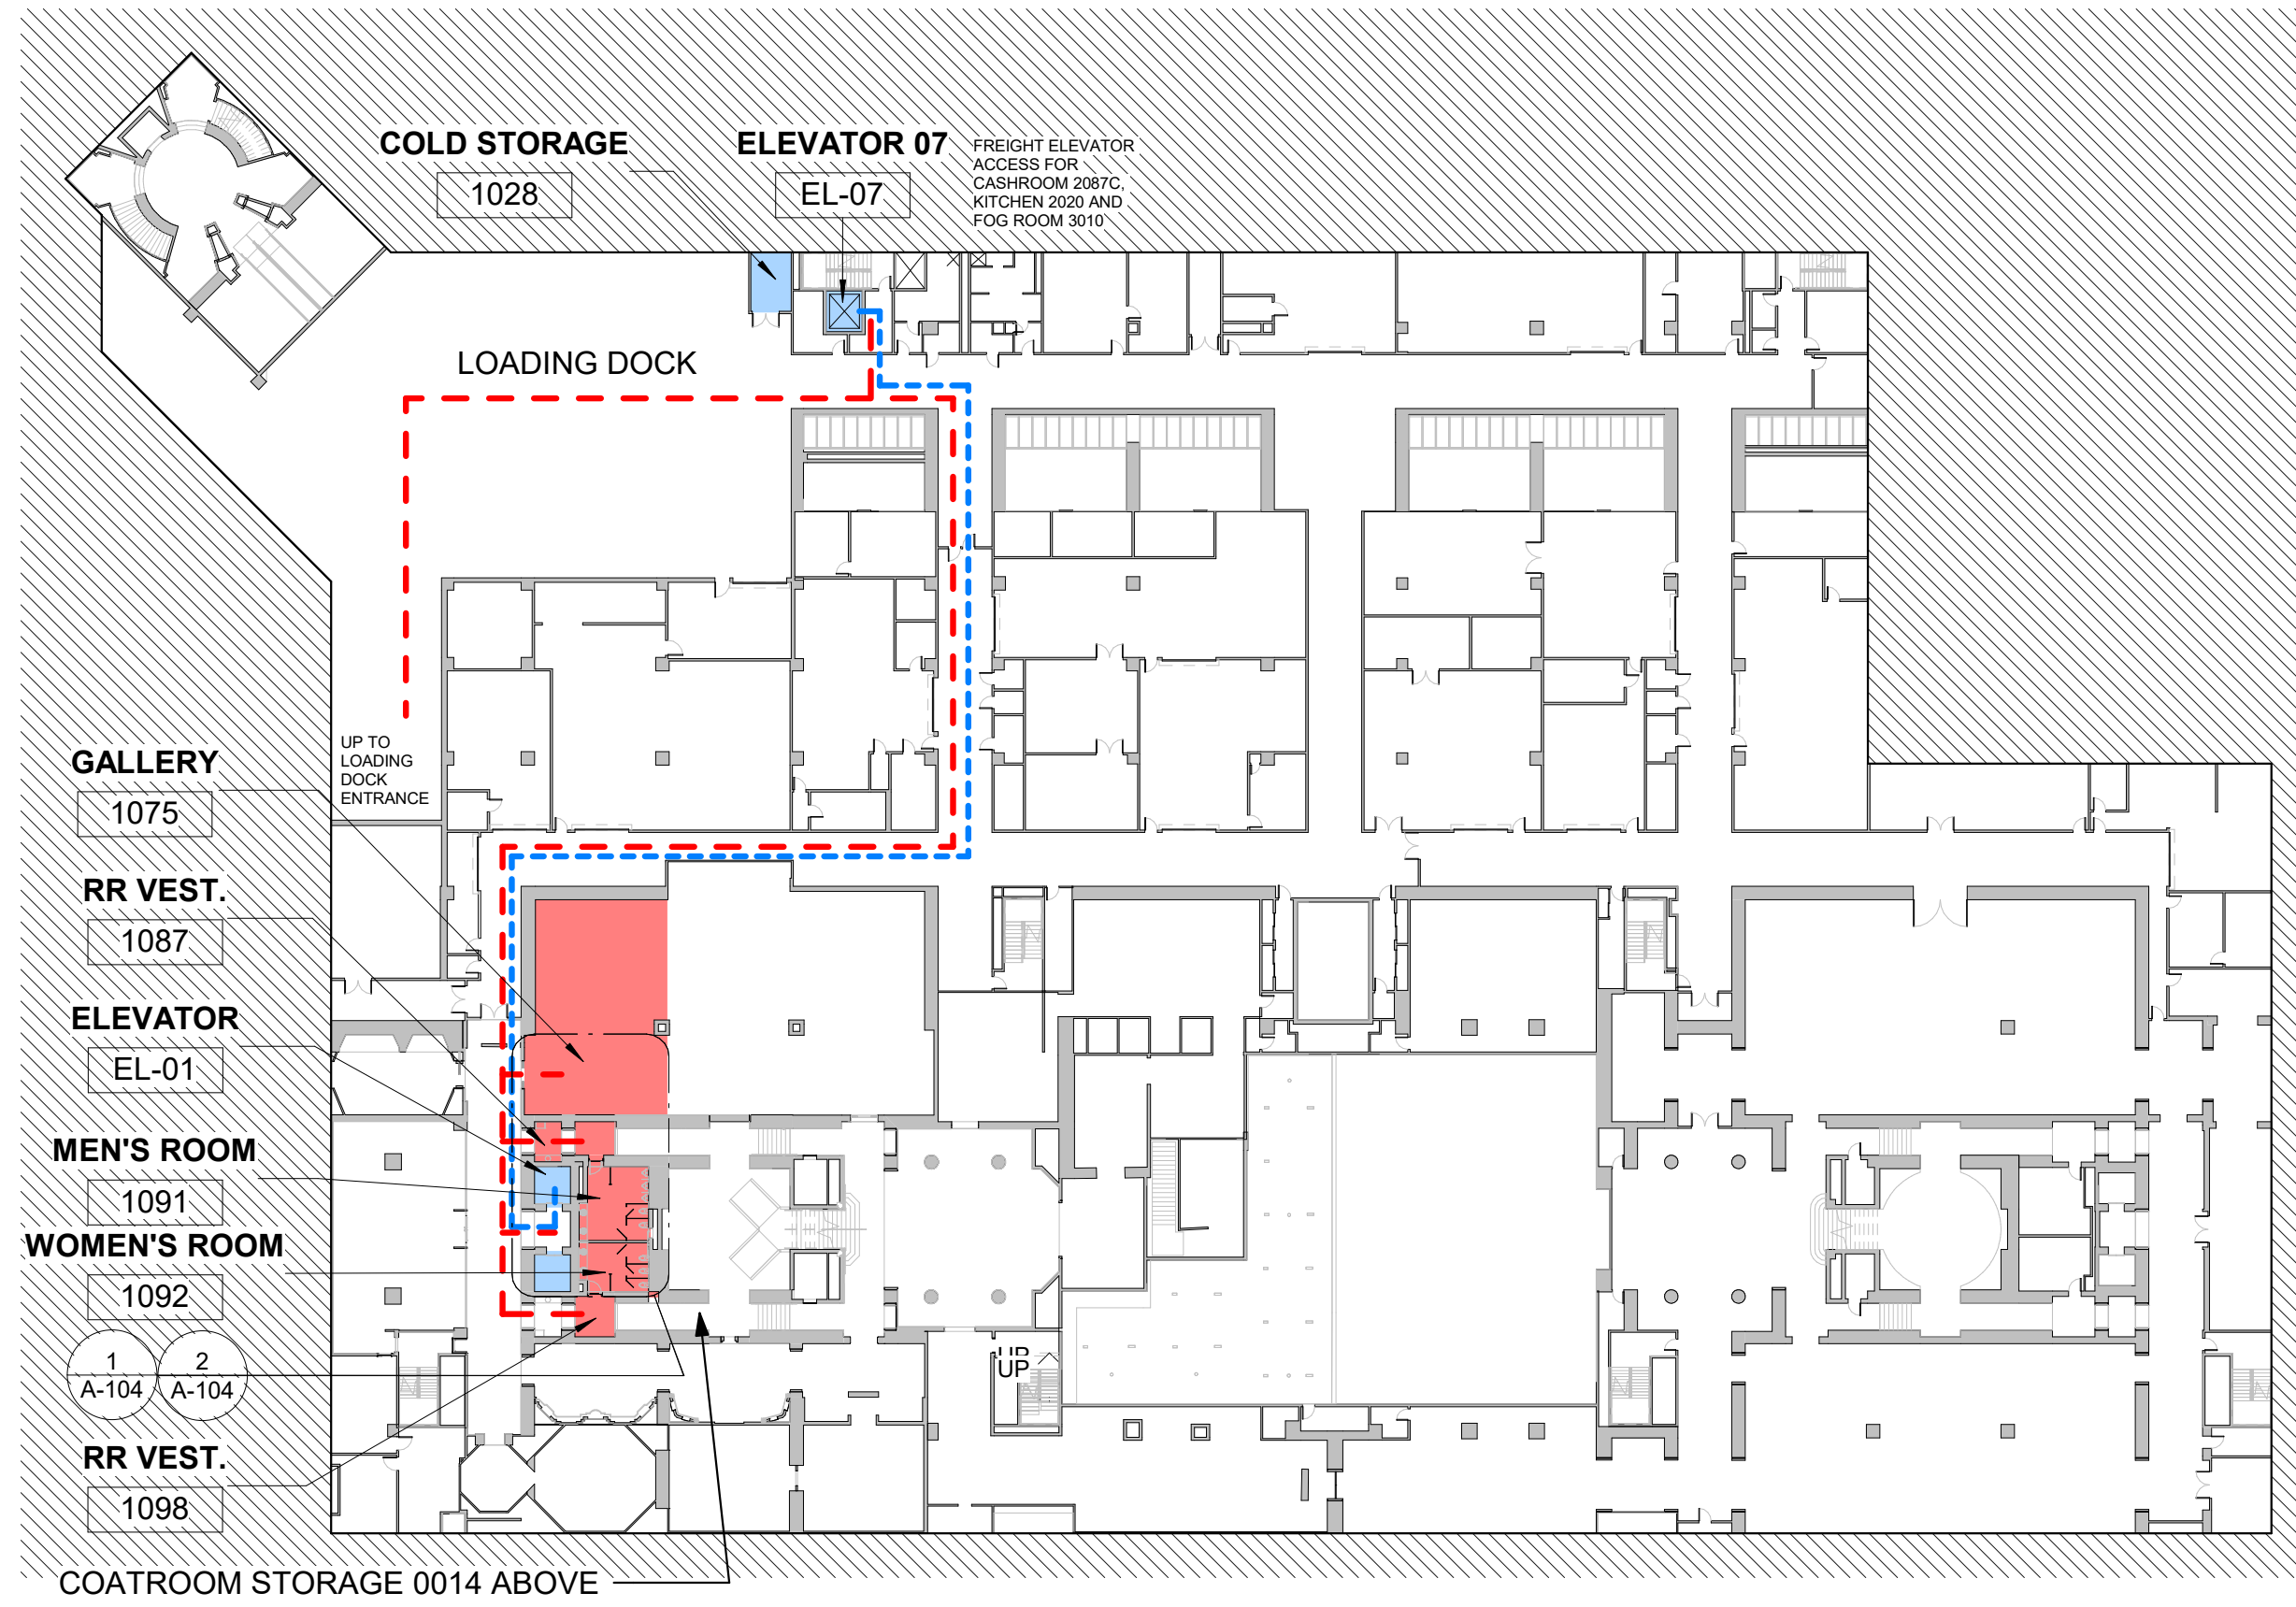 COLD STORAGE
1028
ELEVATOR 07
EL-07
FREIGHT ELEVATOR
ACCESS FOR
CASHROOM 2087C,
KITCHEN 2020 AND
FOG ROOM 3010
LOADING DOCK
UP TO
LOADING
DOCK
ENTRANCE
GALLERY
1075
RR VEST.
1087
ELEVATOR
EL-01
MEN'S ROOM
1091
WOMEN'S ROOM
1092
1
A-104
2
A-104
RR VEST.
1098
UP
UP
COATROOM STORAGE 0014 ABOVE